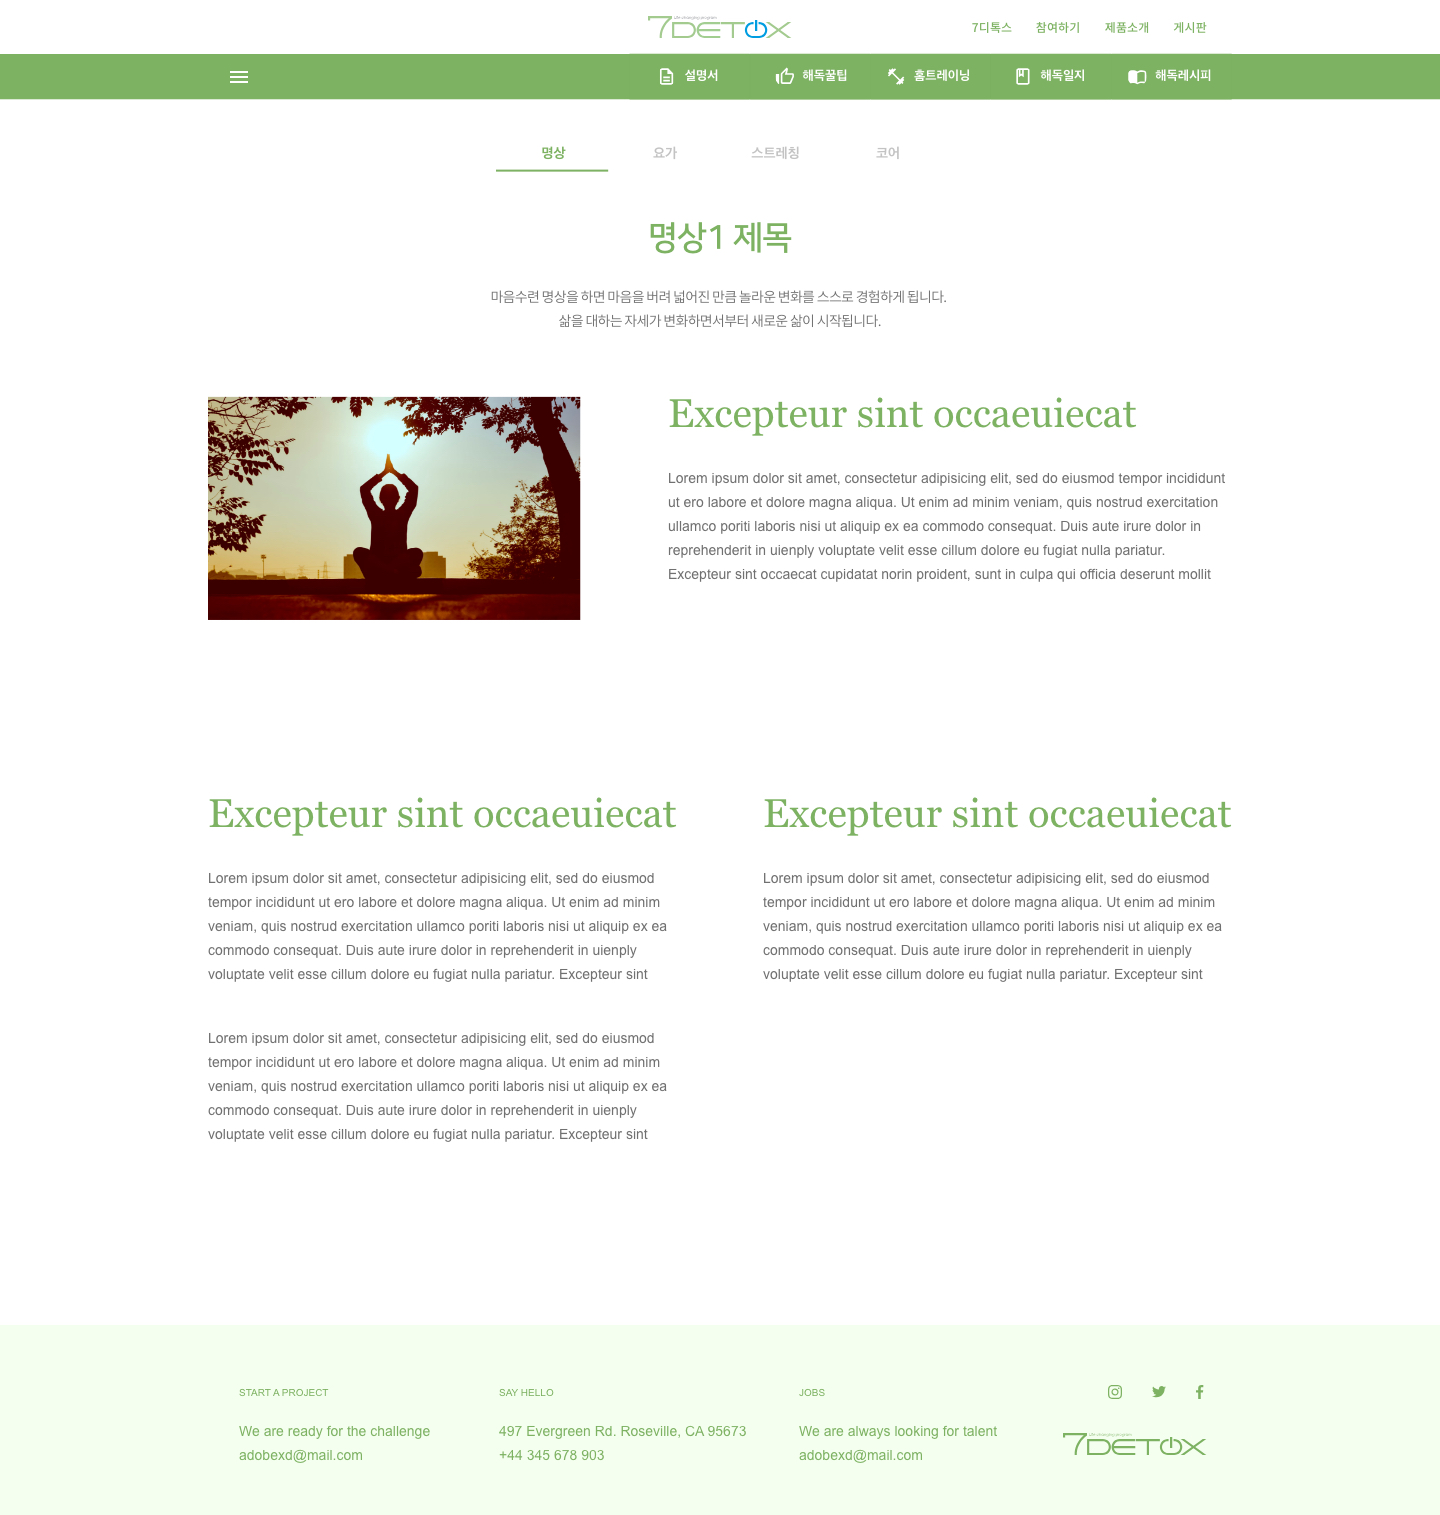 7DETOX
7디톡스
참여하기
제품소개
게시판
설명서
해독꿀팁
홈트레이닝
해독일지
해독레시피
명상
요가
스트레칭
코어
명상1 제목
마음수련 명상을 하면 마음을 버려 넓어진 만큼 놀라운 변화를 스스로 경험하게 됩니다.
삶을 대하는 자세가 변화하면서부터 새로운 삶이 시작됩니다.
Excepteur sint occaeuiecat
Lorem ipsum dolor sit amet, consectetur adipisicing elit, sed do eiusmod tempor incididunt
ut ero labore et dolore magna aliqua. Ut enim ad minim veniam, quis nostrud exercitation
ullamco poriti laboris nisi ut aliquip ex ea commodo consequat. Duis aute irure dolor in
reprehenderit in uienply voluptate velit esse cillum dolore eu fugiat nulla pariatur.
Excepteur sint occaecat cupidatat norin proident, sunt in culpa qui officia deserunt mollit
Excepteur sint occaeuiecat
Lorem ipsum dolor sit amet, consectetur adipisicing elit, sed do eiusmod
tempor incididunt ut ero labore et dolore magna aliqua. Ut enim ad minim
veniam, quis nostrud exercitation ullamco poriti laboris nisi ut aliquip ex ea
commodo consequat. Duis aute irure dolor in reprehenderit in uienply
voluptate velit esse cillum dolore eu fugiat nulla pariatur. Excepteur sint
Lorem ipsum dolor sit amet, consectetur adipisicing elit, sed do eiusmod
tempor incididunt ut ero labore et dolore magna aliqua. Ut enim ad minim
veniam, quis nostrud exercitation ullamco poriti laboris nisi ut aliquip ex ea
commodo consequat. Duis aute irure dolor in reprehenderit in uienply
voluptate velit esse cillum dolore eu fugiat nulla pariatur. Excepteur sint
Excepteur sint occaeuiecat
Lorem ipsum dolor sit amet, consectetur adipisicing elit, sed do eiusmod
tempor incididunt ut ero labore et dolore magna aliqua. Ut enim ad minim
veniam, quis nostrud exercitation ullamco poriti laboris nisi ut aliquip ex ea
commodo consequat. Duis aute irure dolor in reprehenderit in uienply
voluptate velit esse cillum dolore eu fugiat nulla pariatur. Excepteur sint
START A PROJECT
We are ready for the challenge
adobexd@mail.com
SAY HELLO
497 Evergreen Rd. Roseville, CA 95673
+44 345 678 903
JOBS
We are always looking for talent
adobexd@mail.com
7DETOX